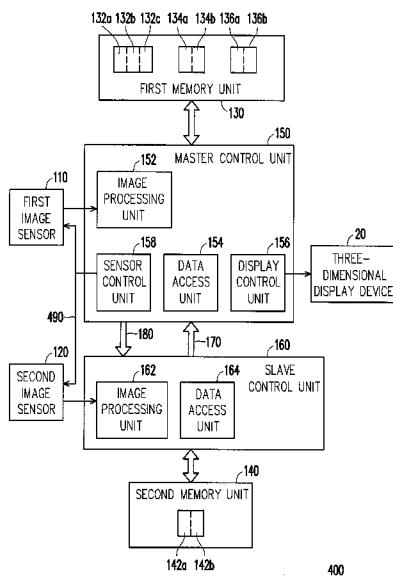 132a 132b 132c 134a 134b 136a 136b
FIRST MEMORY UNIT
130
150
MASTER CONTROL UNIT
152
IMAGE
PROCESSING
UNIT
110
FIRST
IMAGE
SENSOR
158
SENSOR
CONTROL
UNIT
154
DATA
ACCESS
UNIT
156
DISPLAY
CONTROL
UNIT
20
THREE-
DIMENSIONAL
DISPLAY DEVICE
490
180
170
160
SLAVE
CONTROL UNIT
120
SECOND
IMAGE
SENSOR
162
IMAGE
PROCESSING
UNIT
164
DATA
ACCESS
UNIT
140
SECOND MEMORY UNIT
142a 142b
400